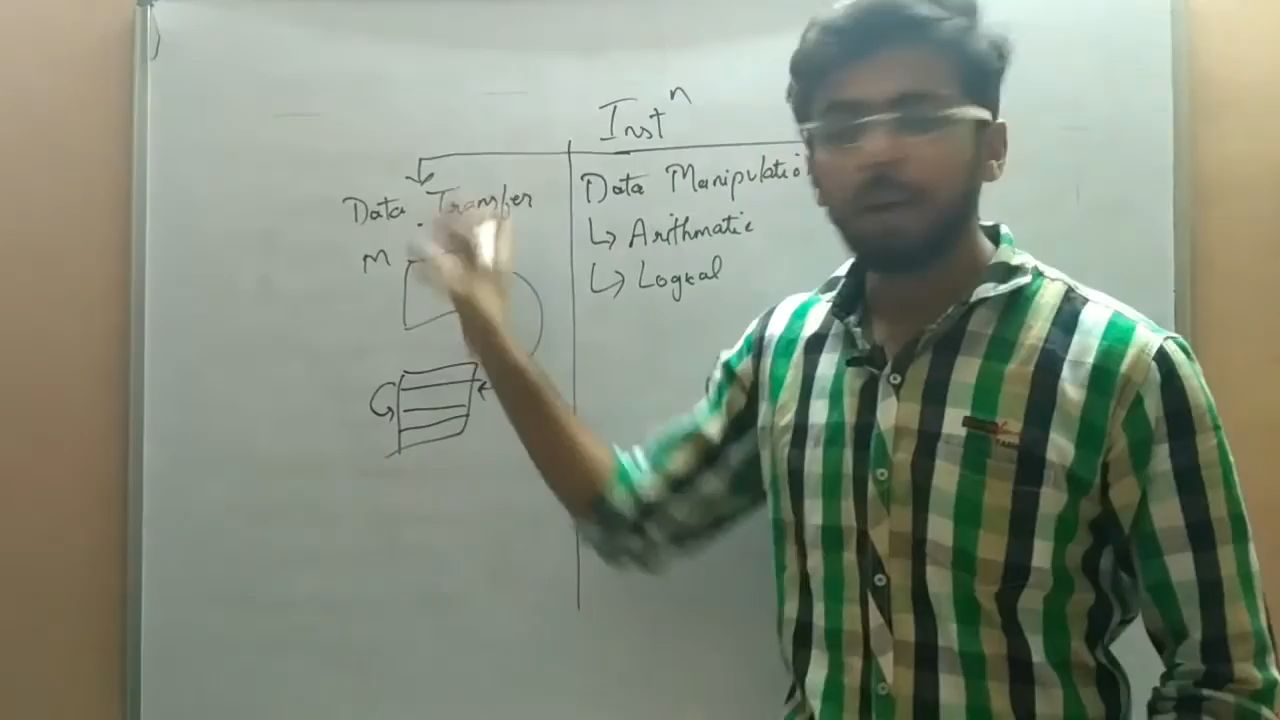 Instⁿ
Data Transfer
M
Data Manipulatio
↳ Arithmatic
↳ Logical